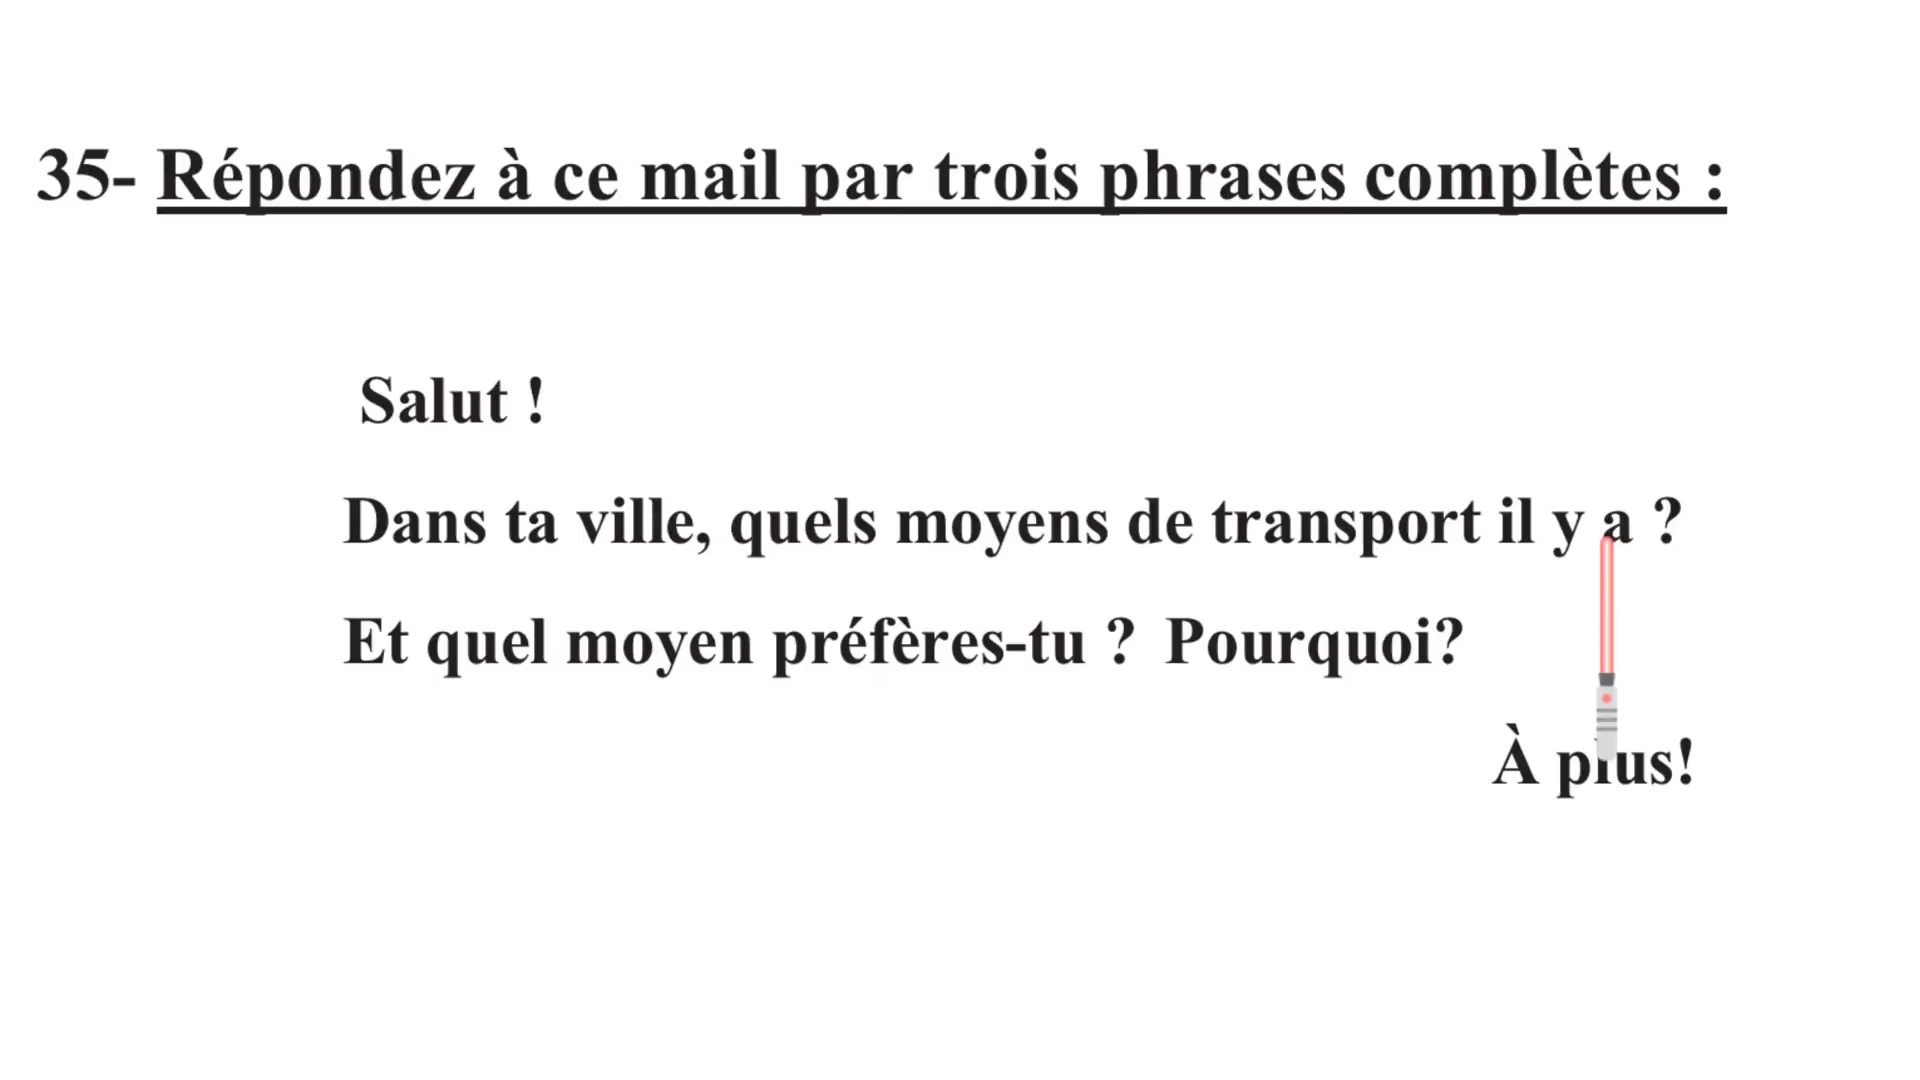 35- Répondez à ce mail par trois phrases complètes :
Salut !
Dans ta ville, quels moyens de transport il y a ?
Et quel moyen préfères-tu ? Pourquoi?
À plus!